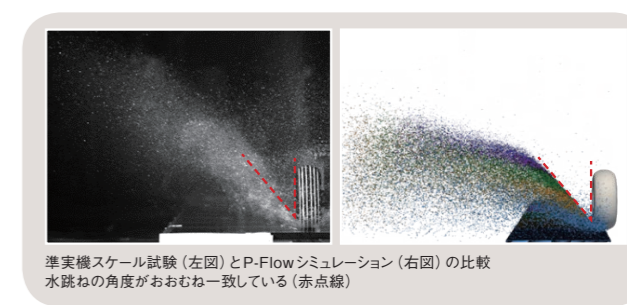 準実機スケール試験（左図）とP-Flowシミュレーション（右図）の比較
水跳ねの角度がおおむね一致している（赤点線）